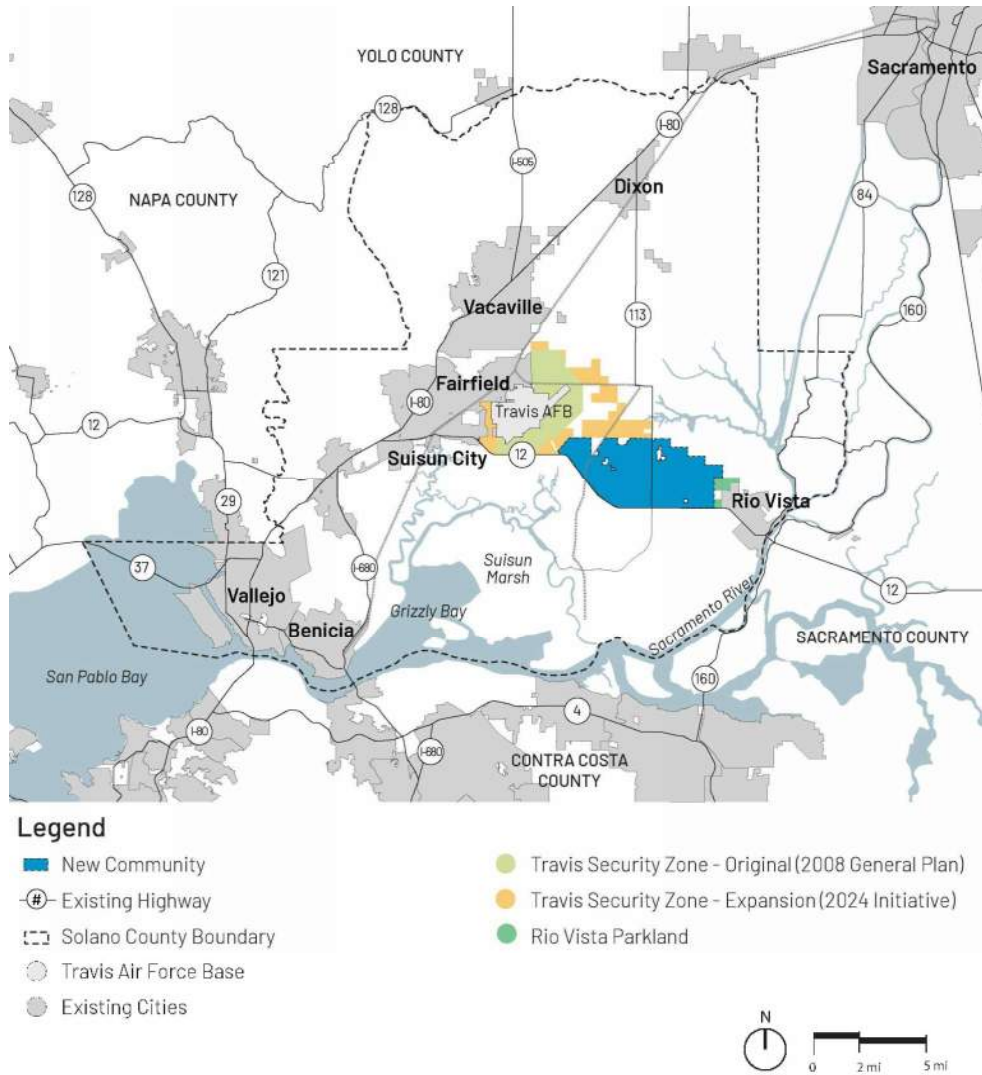 YOLO COUNTY
Sacramento
128
I-80
I-505
Dixon
128
NAPA COUNTY
84
121
Vacaville
113
160
Fairfield
I-80
Travis AFB
12
Suisun City
12
Rio Vista
29
37
Suisun
Marsh
I-680
12
Vallejo
Grizzly Bay
Benicia
Sacramento River
SACRAMENTO COUNTY
San Pablo Bay
160
4
I-80
I-680
CONTRA COSTA
COUNTY
Legend
New Community
# Existing Highway
Solano County Boundary
Travis Air Force Base
Existing Cities
Travis Security Zone - Original (2008 General Plan)
Travis Security Zone - Expansion (2024 Initiative)
Rio Vista Parkland
N
0 2 mi 5 mi